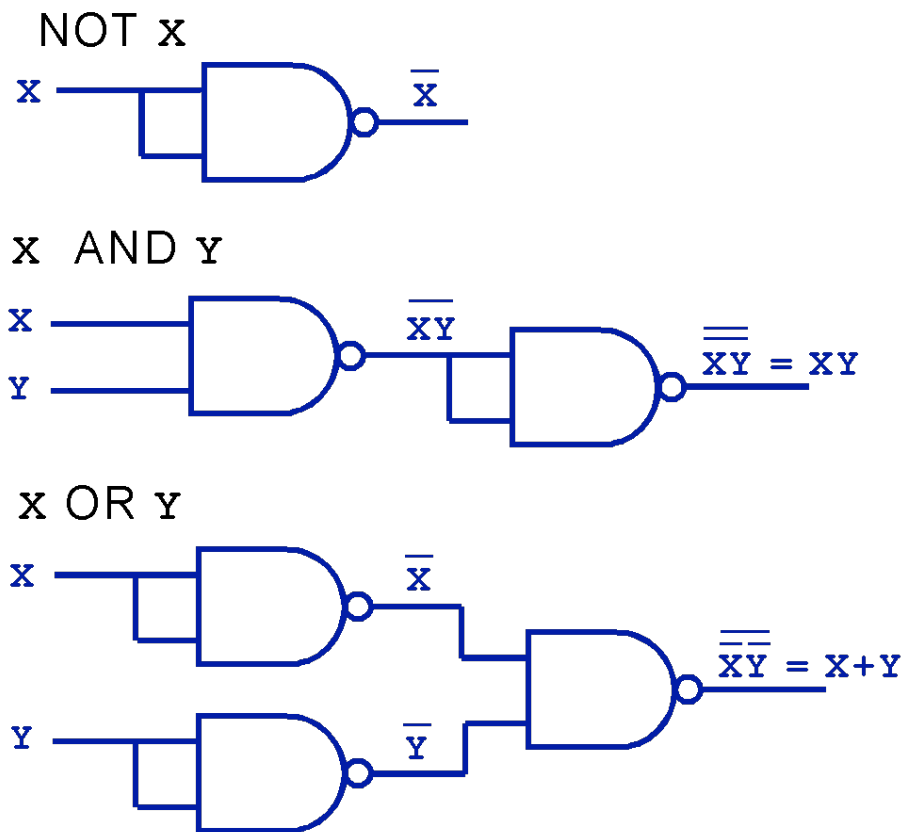 NOT X
X
X̅
X AND Y
X
Y
X̅Y̅
X̿Y̿ = XY
X OR Y
X
X̅
Y
Y̅
X̿Y̿ = X+Y